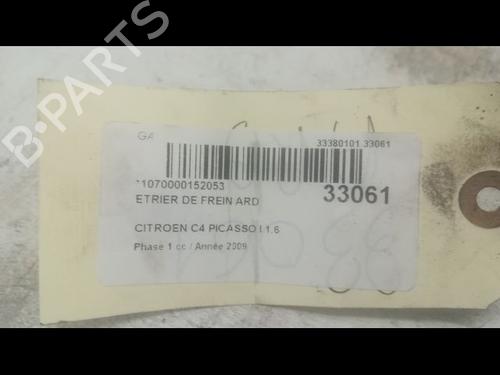 B-PARTS
GA
33380101 33061
*1070000152053
33061
ETRIER DE FREIN ARD
CITROEN C4 PICASSO I 1.6
Phase 1 cc / Année 2009